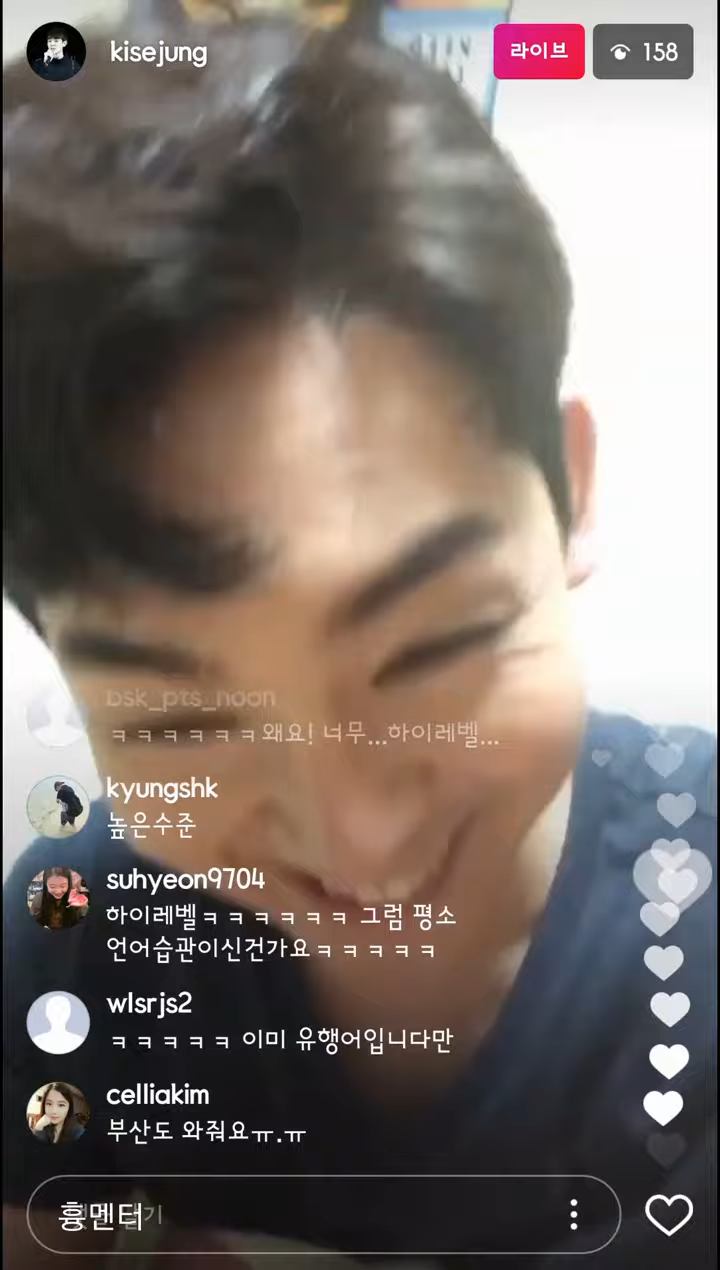 kisejung
라이브
158
bsk_pts_noon
ㅋㅋㅋㅋㅋㅋ왜요! 너무...하이레벨...
kyungshk
높은수준
suhyeon9704
하이레벨ㅋㅋㅋㅋㅋㅋ 그럼 평소
언어습관이신건가요ㅋㅋㅋㅋㅋ
wlsrjs2
ㅋㅋㅋㅋㅋ 이미 유행어입니다만
celliakim
부산도 와줘요ㅠ.ㅠ
흉멘터